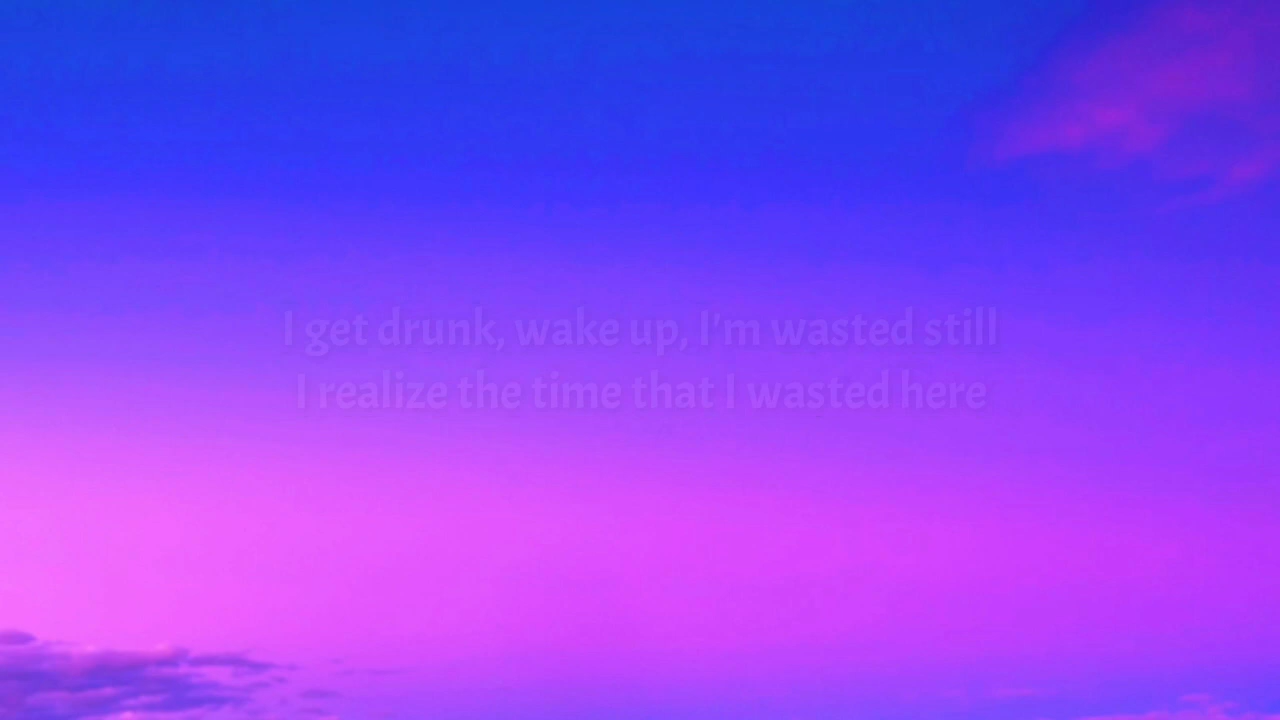 I get drunk, wake up, I'm wasted still
I realize the time that I wasted here